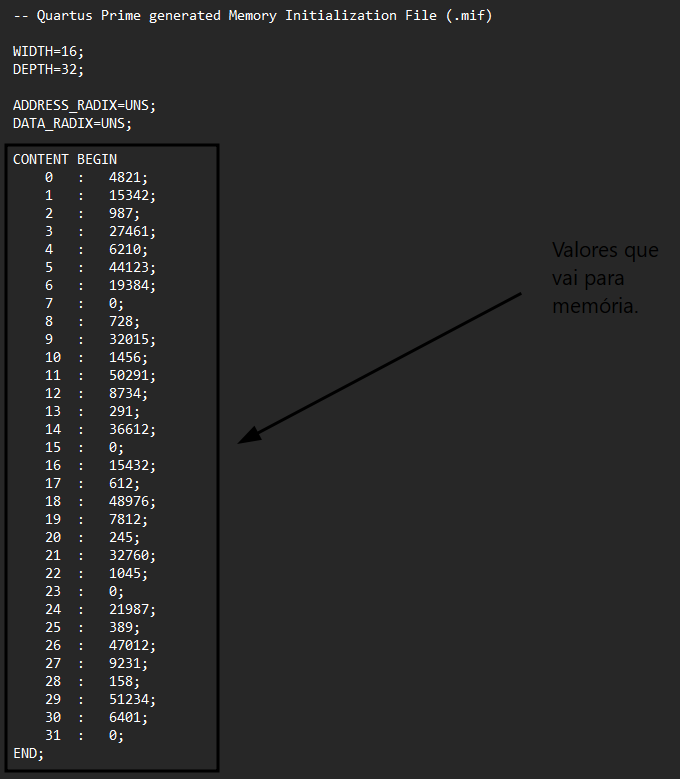 -- Quartus Prime generated Memory Initialization File (.mif)
WIDTH=16;
DEPTH=32;
ADDRESS_RADIX=UNS;
DATA_RADIX=UNS;
CONTENT BEGIN
0 : 4821;
1 : 15342;
2 : 987;
3 : 27461;
4 : 6210;
5 : 44123;
6 : 19384;
7 : 0;
8 : 728;
9 : 32015;
10 : 1456;
11 : 50291;
12 : 8734;
13 : 291;
14 : 36612;
15 : 0;
16 : 15432;
17 : 612;
18 : 48976;
19 : 7812;
20 : 245;
21 : 32760;
22 : 1045;
23 : 0;
24 : 21987;
25 : 389;
26 : 47012;
27 : 9231;
28 : 158;
29 : 51234;
30 : 6401;
31 : 0;
END;
Valores que
vai para
memória.